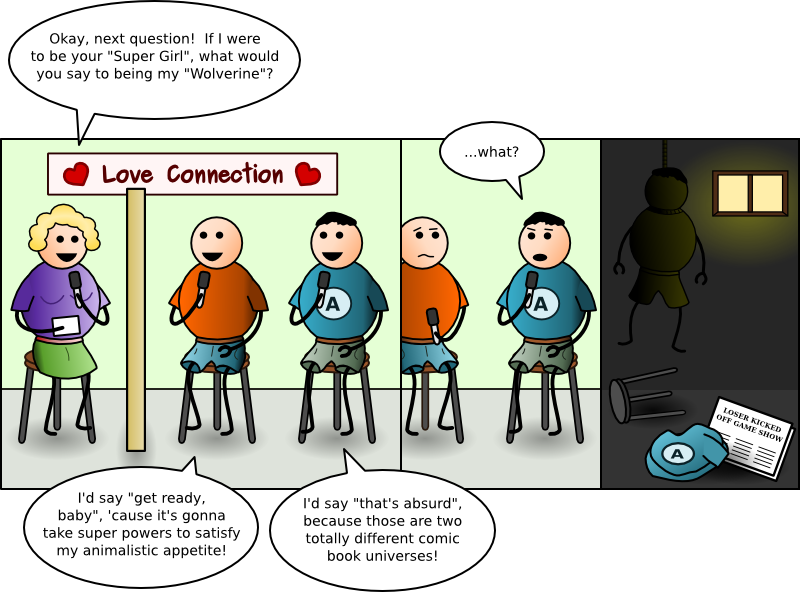 Okay, next question!  If I were
to be your "Super Girl", what would
you say to being my "Wolverine"?
Love Connection
A
I'd say "get ready,
baby", 'cause it's gonna
take super powers to satisfy
my animalistic appetite!
I'd say "that's absurd",
because those are two
totally different comic
book universes!
...what?
A
LOSER KICKED
OFF GAME SHOW
A